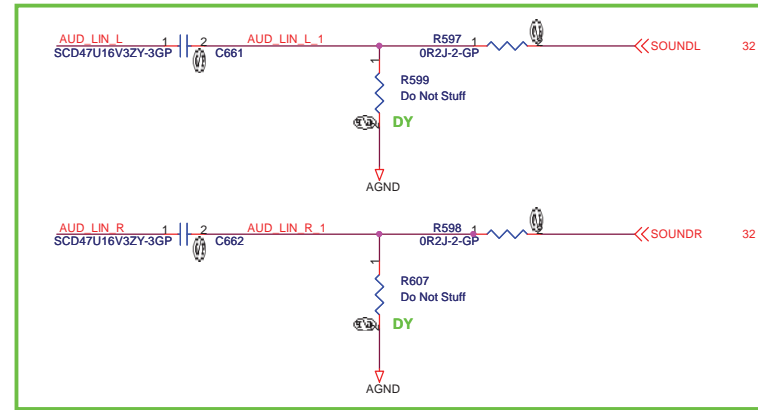 AUD_LIN_L 1 2 AUD_LIN_L_1 R597 1 SOUNDL 32
SCD47U16V3ZY-3GP C661 0R2J-2-GP
1
R599
Do Not Stuff
DY
AGND
AUD_LIN_R 1 2 AUD_LIN_R_1 R598 1 SOUNDR 32
SCD47U16V3ZY-3GP C662 0R2J-2-GP
1
R607
Do Not Stuff
DY
AGND